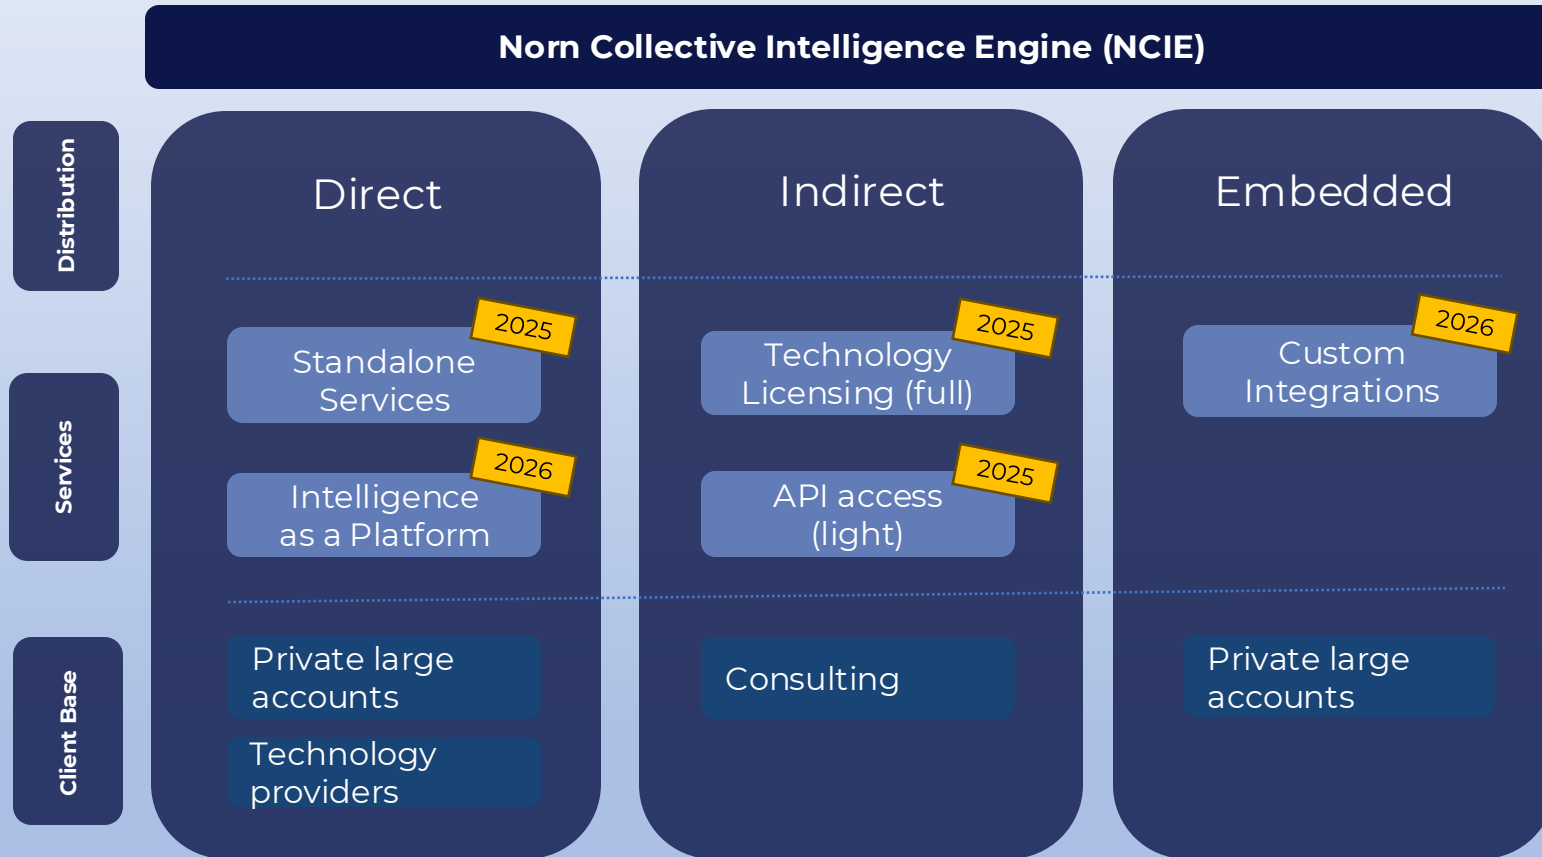 Norn Collective Intelligence Engine (NCIE)
Distribution
Direct
Indirect
Embedded
Services
2025
Standalone
Services
2026
Intelligence
as a Platform
2025
Technology
Licensing (full)
2025
API access
(light)
2026
Custom
Integrations
Client Base
Private large
accounts
Technology
providers
Consulting
Private large
accounts